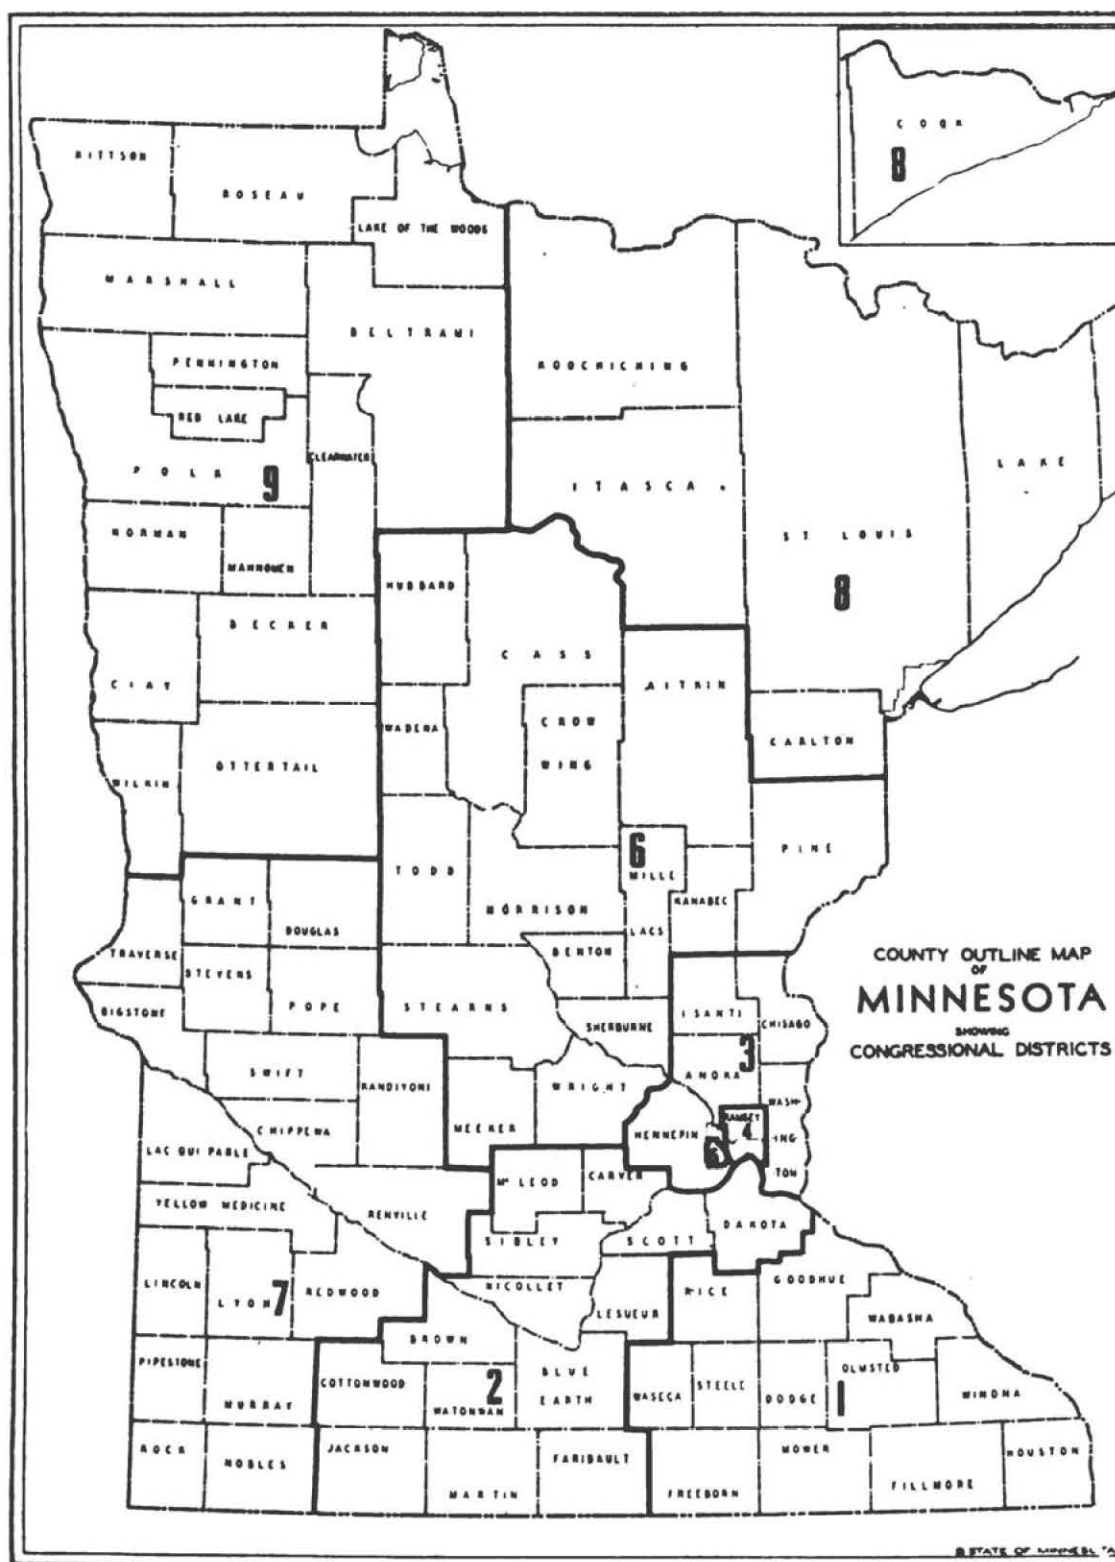 COOK
8
KITTSON
ROSEAU
LAKE OF THE WOODS
MARSHALL
BELTRAMI
PENNINGTON
KOOCHICHING
RED LAKE
CLEARWATER
LAKE
POLK
9
ITASCA
NORMAN
ST LOUIS
MAHNOMEN
HUBBARD
8
BECKER
CASS
AITKIN
CLAY
CROW
WING
WADENA
CARLTON
OTTERTAIL
WILKIN
6
PINE
TODD
MILLE
GRANT
KANABEC
MORRISON
DOUGLAS
LACS
TRAVERSE
BENTON
STEVENS
COUNTY OUTLINE MAP
OF
MINNESOTA
SHOWING
CONGRESSIONAL DISTRICTS
POPE
STEARNS
BIGSTONE
ISANTI
CHISAGO
SHERBURNE
3
SWIFT
KANDIYOHI
WRIGHT
ANOKA
WASH-
RAMSEY
4
CHIPPEWA
MEEKER
HENNEPIN
ING-
5
LAC QUI PARLE
TON
Mc LEOD
CARVER
YELLOW MEDICINE
RENVILLE
DAKOTA
SIBLEY
SCOTT
LINCOLN
LYON
7
REDWOOD
NICOLLET
RICE
GOODHUE
LESUEUR
WABASHA
BROWN
PIPESTONE
BLUE
EARTH
OLMSTED
COTTONWOOD
2
WATONWAN
WASECA
STEELE
DODGE
1
WINONA
MURRAY
ROCK
NOBLES
JACKSON
FARIBAULT
MOWER
HOUSTON
MARTIN
FREEBORN
FILLMORE
STATE OF